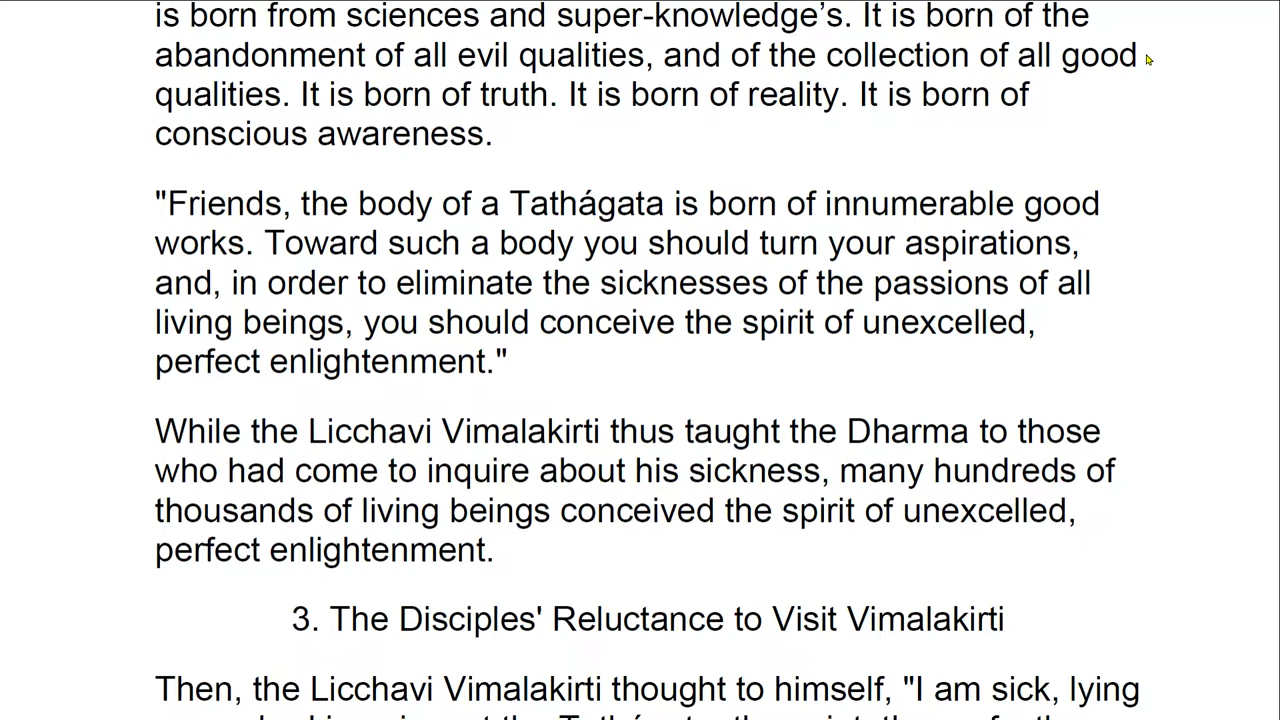 is born from sciences and super-knowledge’s. It is born of the
abandonment of all evil qualities, and of the collection of all good
qualities. It is born of truth. It is born of reality. It is born of
conscious awareness.
"Friends, the body of a Tathágata is born of innumerable good
works. Toward such a body you should turn your aspirations,
and, in order to eliminate the sicknesses of the passions of all
living beings, you should conceive the spirit of unexcelled,
perfect enlightenment."
While the Licchavi Vimalakirti thus taught the Dharma to those
who had come to inquire about his sickness, many hundreds of
thousands of living beings conceived the spirit of unexcelled,
perfect enlightenment.
3. The Disciples' Reluctance to Visit Vimalakirti
Then, the Licchavi Vimalakirti thought to himself, "I am sick, lying